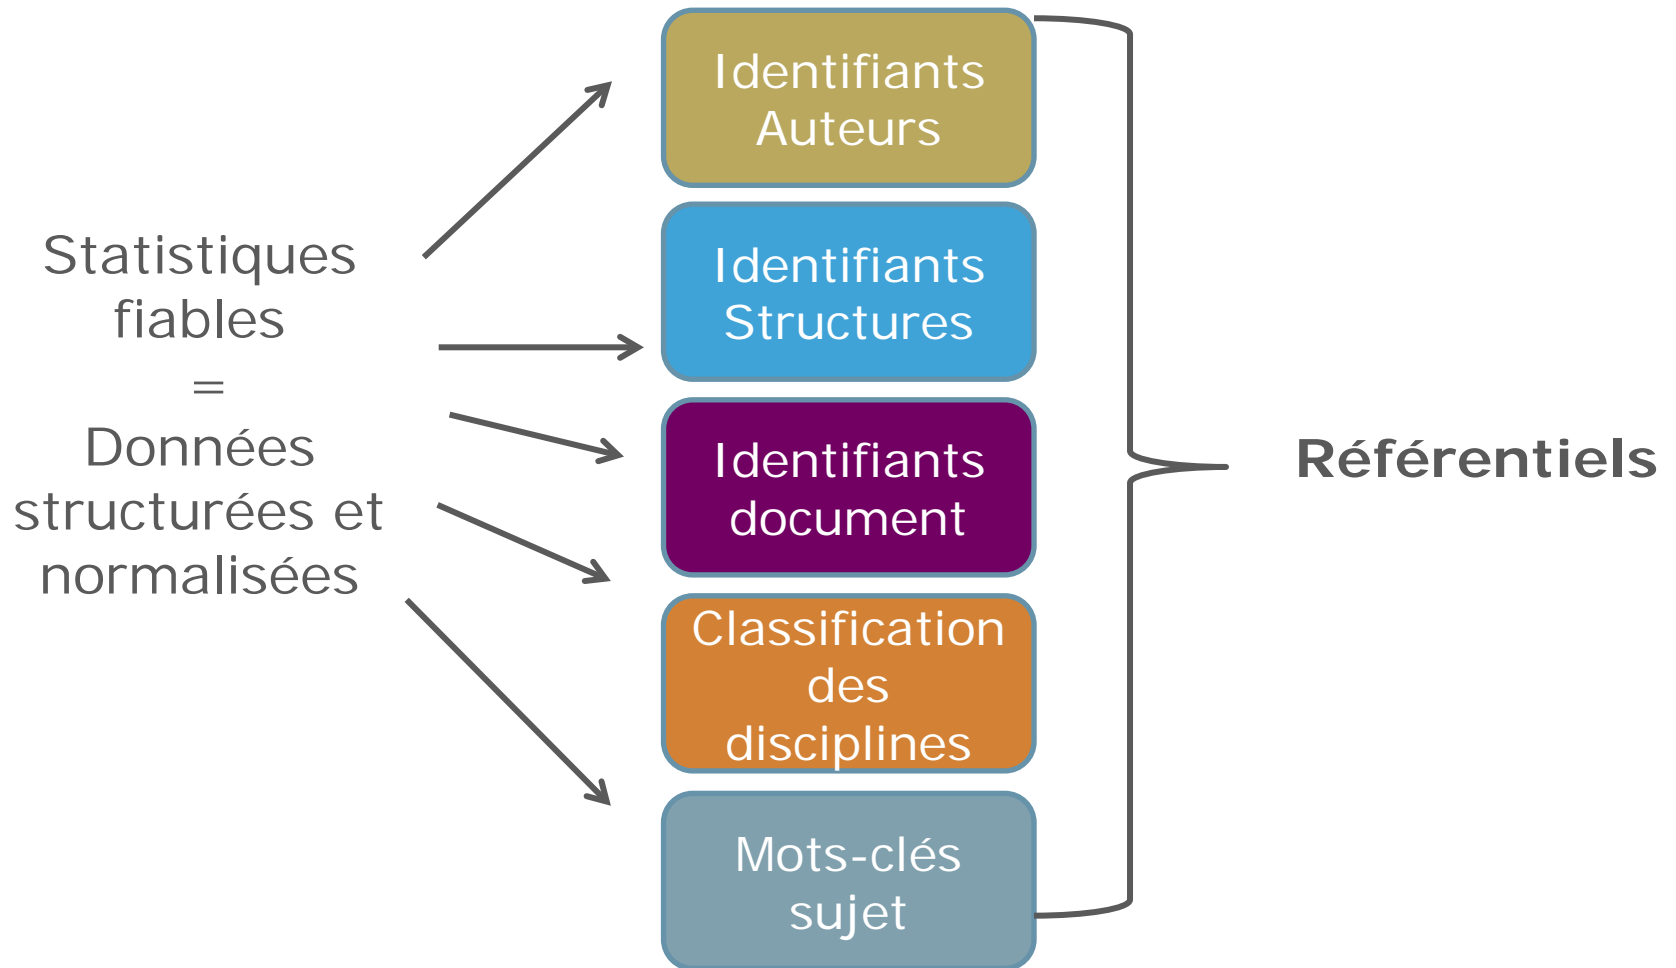 Statistiques
fiables
=
Données
structurées et
normalisées
Identifiants
Auteurs
Identifiants
Structures
Identifiants
document
Classification
des
disciplines
Mots-clés
sujet
Référentiels